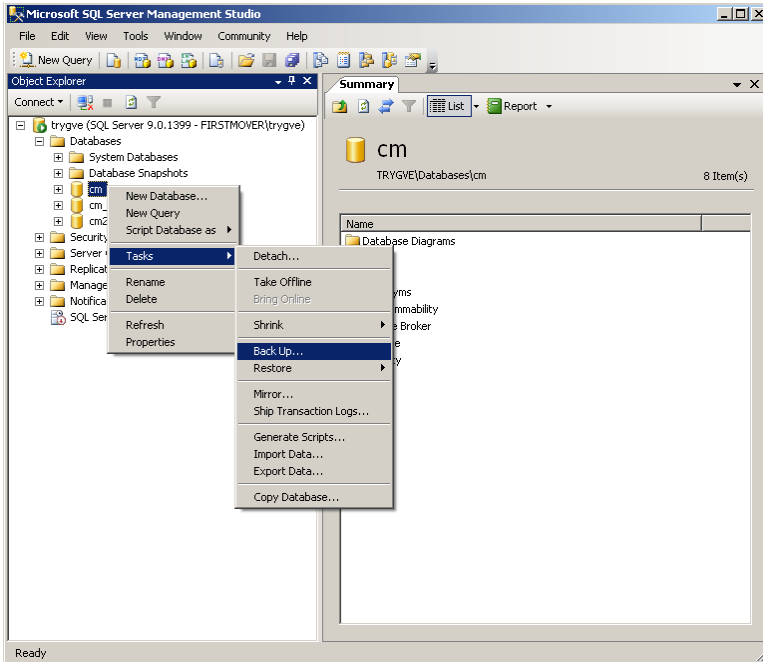 Microsoft SQL Server Management Studio
File Edit View Tools Window Community Help
New Query
Object Explorer
Connect
trygve (SQL Server 9.0.1399 - FIRSTMOVER\trygve)
Databases
System Databases
Database Snapshots
cm
cm_
cm2
Security
Server
Replicat
Manage
Notifica
SQL Ser
New Database...
New Query
Script Database as
Tasks
Rename
Delete
Refresh
Properties
Detach...
Take Offline
Bring Online
Shrink
Back Up...
Restore
Mirror...
Ship Transaction Logs...
Generate Scripts...
Import Data...
Export Data...
Copy Database...
Summary
List Report
cm
TRYGVE\Databases\cm 8 Item(s)
Name
Database Diagrams
yms
mmability
e Broker
e
y
Ready